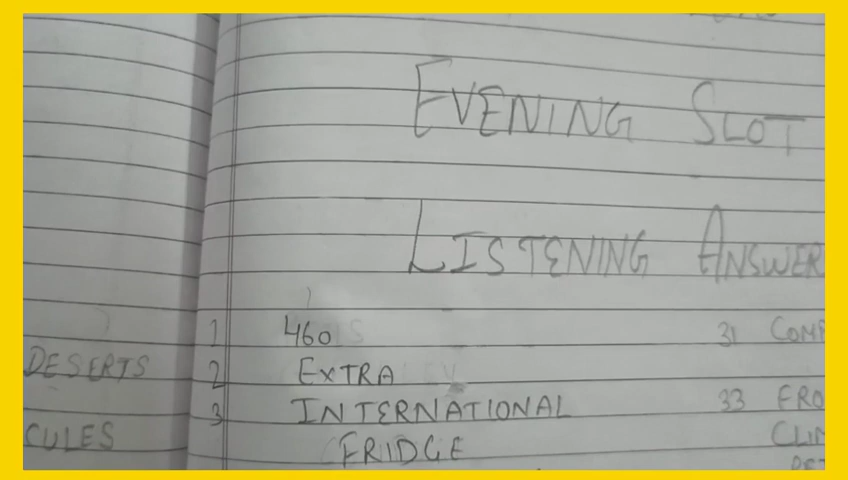 EVENING SLOT
LISTENING ANSWER
1 460
31 COMP
DESERTS
2 EXTRA
3 INTERNATIONAL
33 FRO
CULES
FRIDGE
CLIM